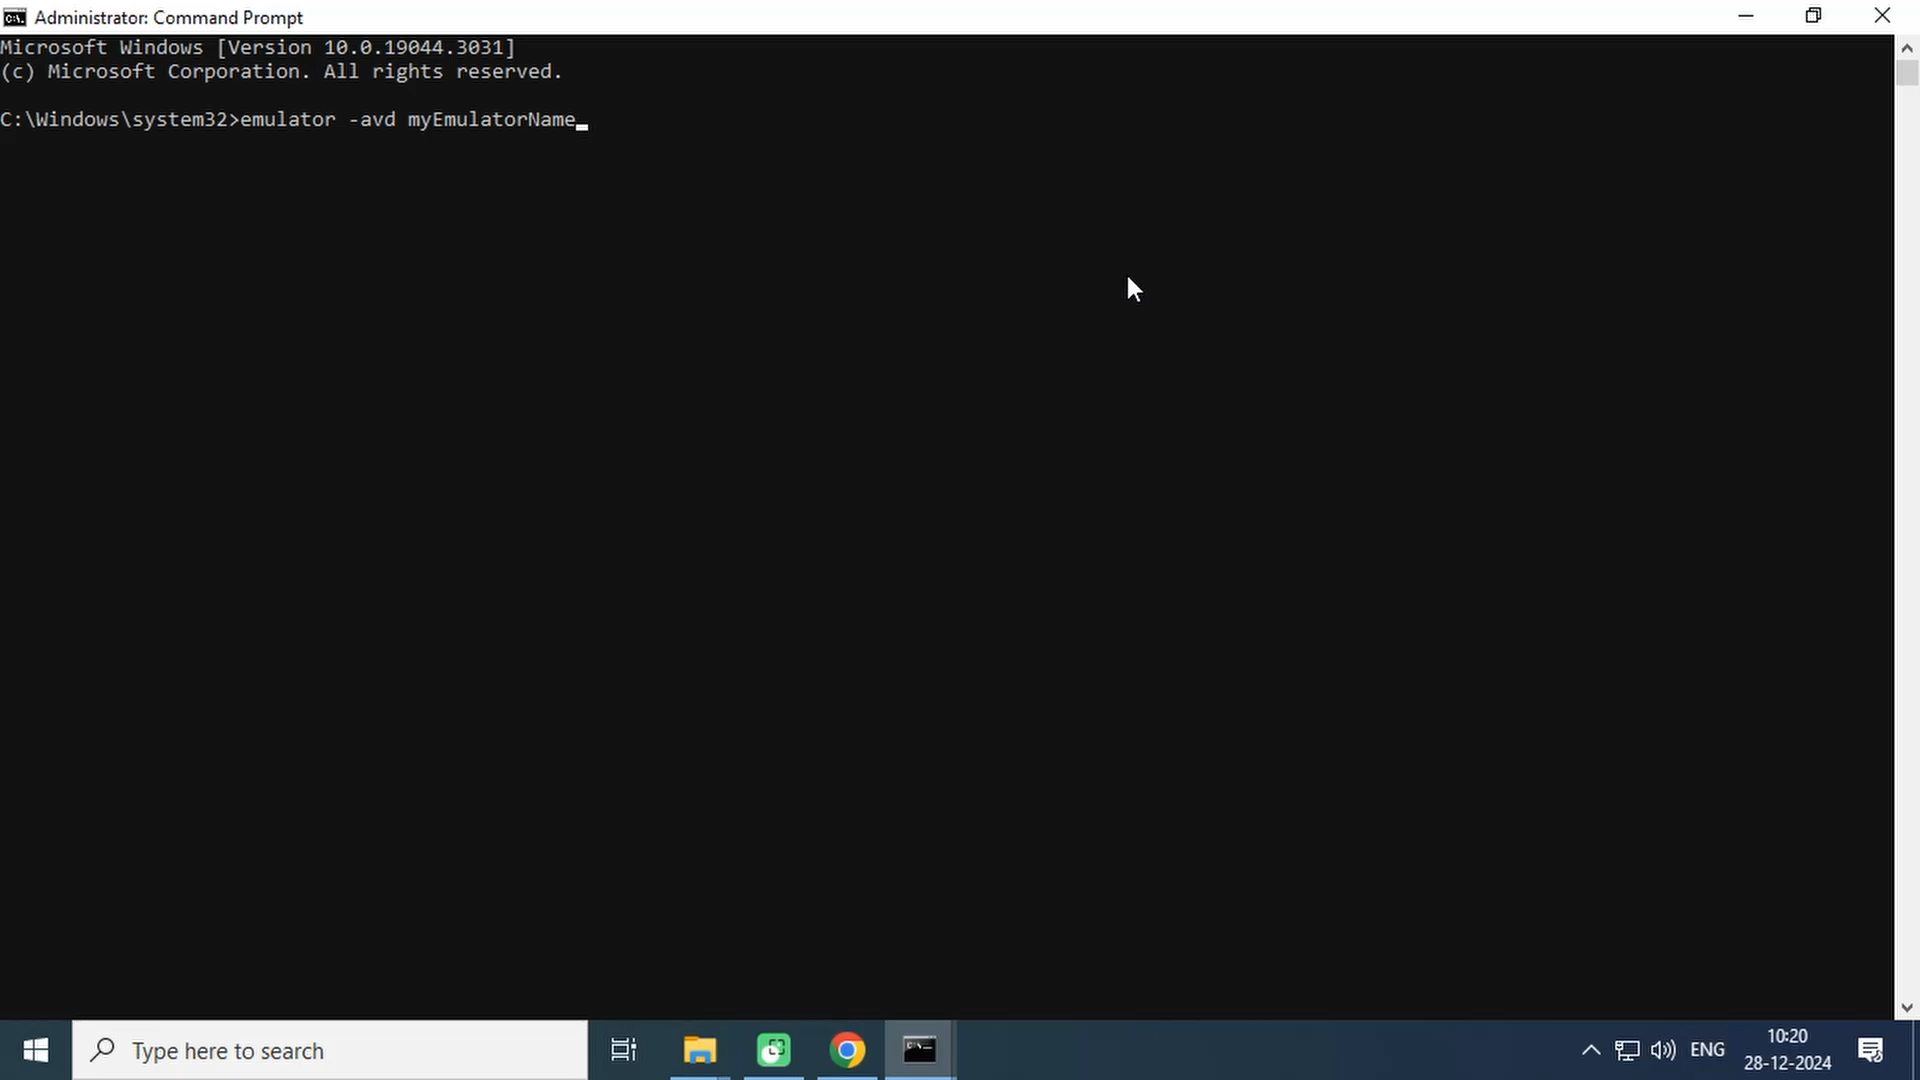 Administrator: Command Prompt
Microsoft Windows [Version 10.0.19044.3031]
(c) Microsoft Corporation. All rights reserved.
C:\Windows\system32>emulator -avd myEmulatorName
Type here to search
ENG
10:20
28-12-2024